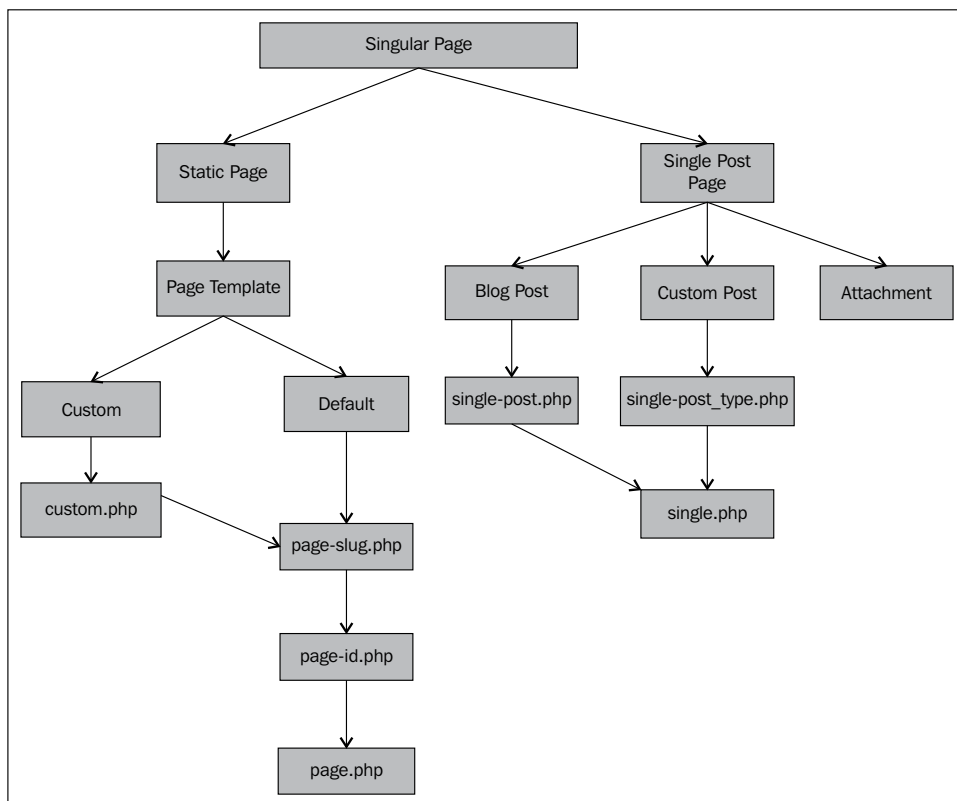 Singular Page
Static Page
Single Post
Page
Page Template
Blog Post
Custom Post
Attachment
Custom
Default
single-post.php
single-post_type.php
custom.php
page-slug.php
single.php
page-id.php
page.php